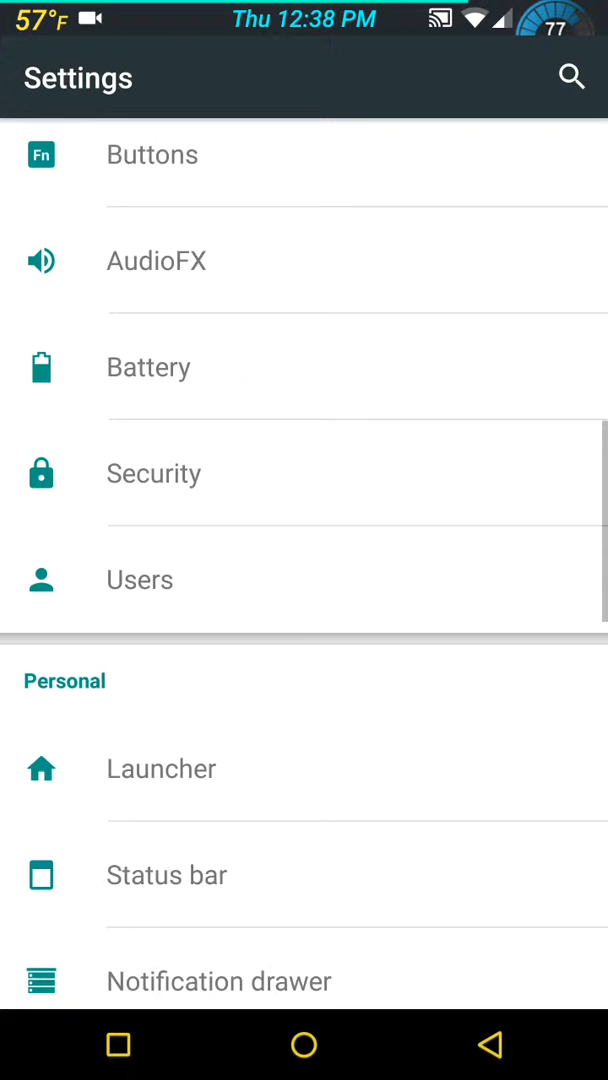 57°F Thu 12:38 PM 77
Settings
Fn Buttons
AudioFX
Battery
Security
Users
Personal
Launcher
Status bar
Notification drawer